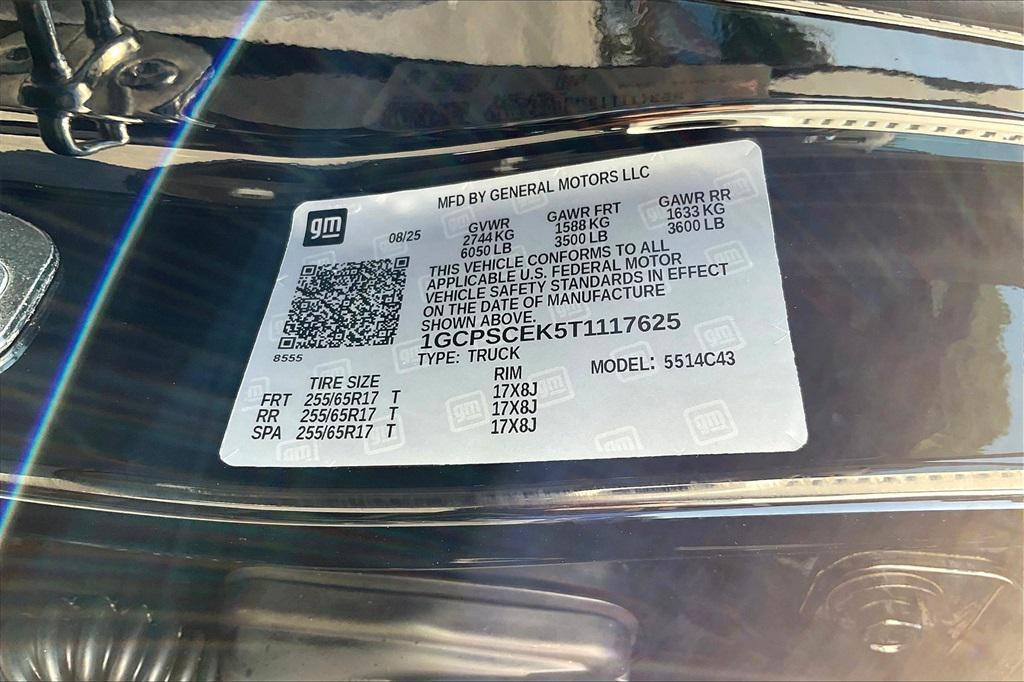 MFD BY GENERAL MOTORS LLC
gm
08/25
GVWR GAWR FRT GAWR RR
2744 KG 1588 KG 1633 KG
6050 LB 3500 LB 3600 LB
THIS VEHICLE CONFORMS TO ALL
APPLICABLE U.S. FEDERAL MOTOR
VEHICLE SAFETY STANDARDS IN EFFECT
ON THE DATE OF MANUFACTURE
SHOWN ABOVE.
1GCPSCEK5T1117625
8555
TYPE: TRUCK MODEL: 5514C43
TIRE SIZE RIM
FRT 255/65R17 T 17X8J
RR 255/65R17 T 17X8J
SPA 255/65R17 T 17X8J